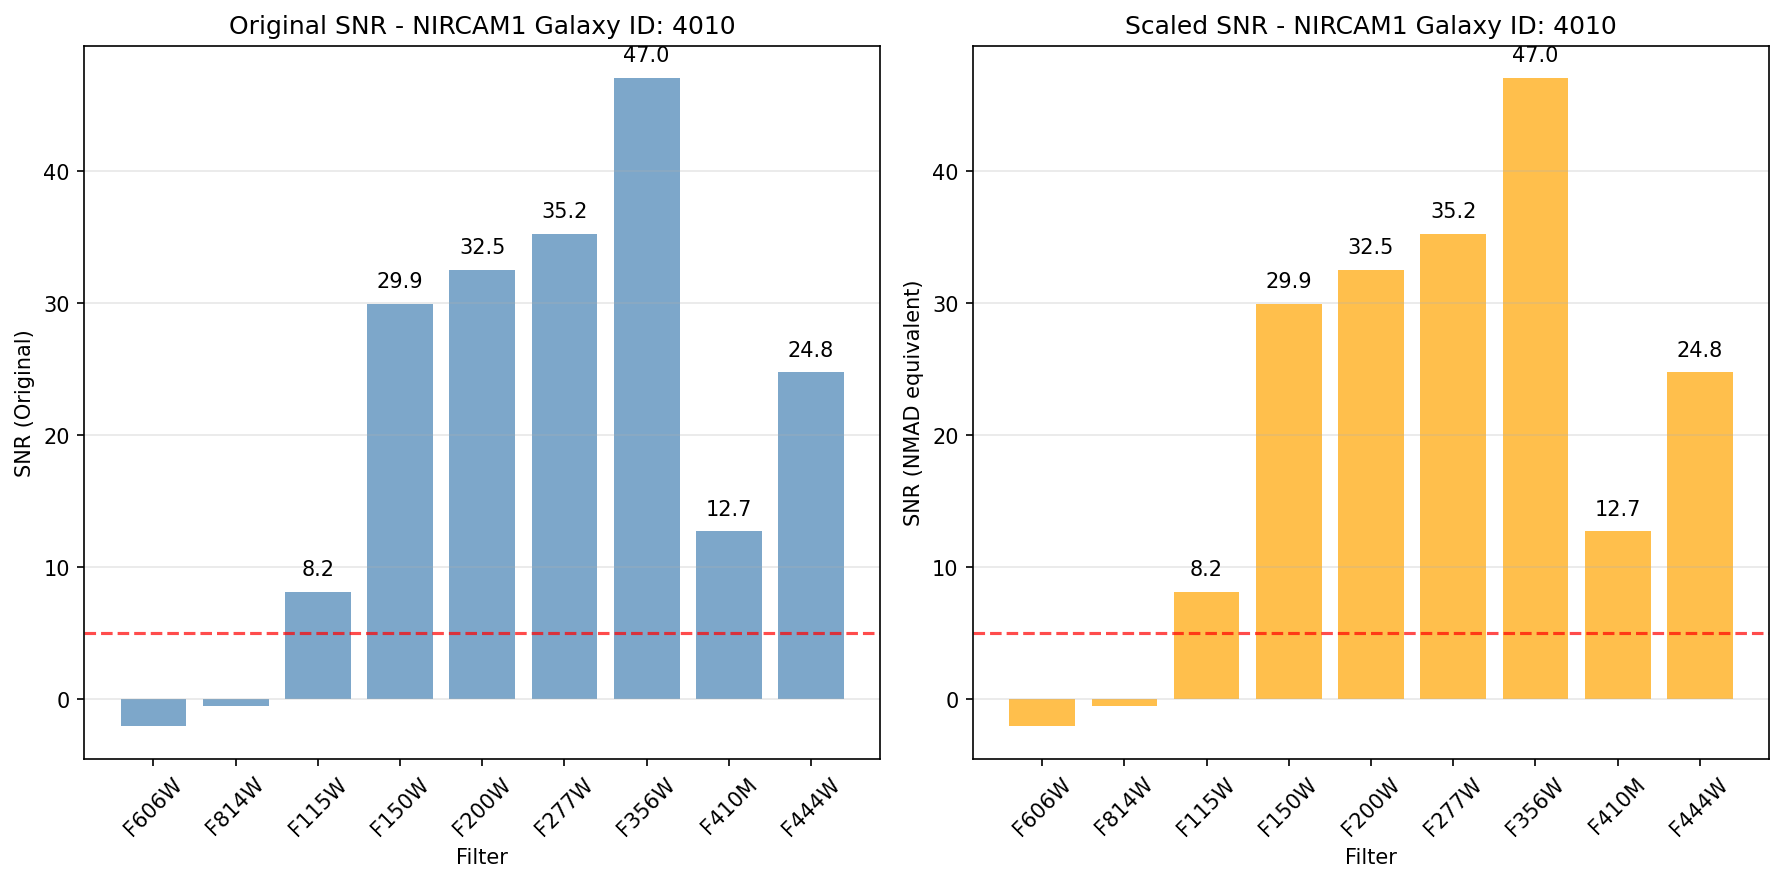 Original SNR - NIRCAM1 Galaxy ID: 4010
SNR (Original)
40
30
20
10
0
8.2
29.9
32.5
35.2
47.0
12.7
24.8
F606W
F814W
F115W
F150W
F200W
F277W
F356W
F410M
F444W
Filter
Scaled SNR - NIRCAM1 Galaxy ID: 4010
SNR (NMAD equivalent)
40
30
20
10
0
8.2
29.9
32.5
35.2
47.0
12.7
24.8
F606W
F814W
F115W
F150W
F200W
F277W
F356W
F410M
F444W
Filter